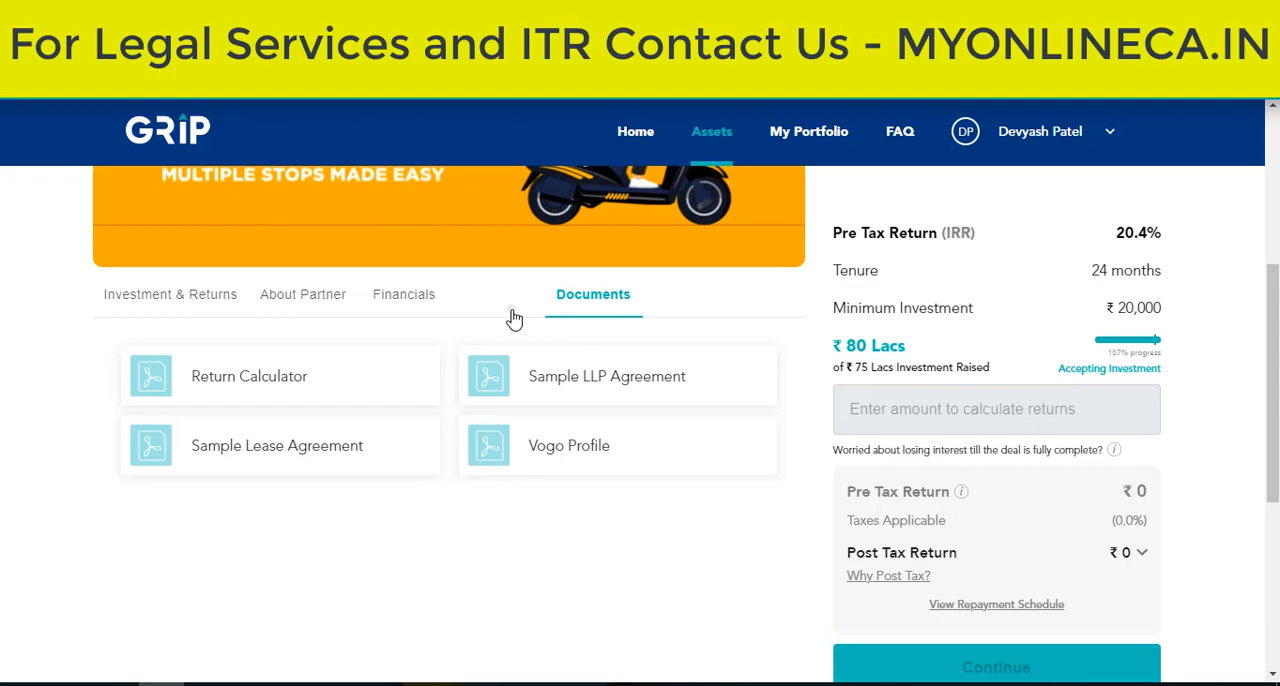 For Legal Services and ITR Contact Us - MYONLINECA.IN
GRIP
Home
Assets
My Portfolio
FAQ
DP
Devyash Patel
MULTIPLE STOPS MADE EASY
Investment & Returns
About Partner
Financials
Documents
Return Calculator
Sample LLP Agreement
Sample Lease Agreement
Vogo Profile
Pre Tax Return (IRR) 20.4%
Tenure 24 months
Minimum Investment ₹ 20,000
₹ 80 Lacs
107% progress
of ₹ 75 Lacs Investment Raised
Accepting Investment
Enter amount to calculate returns
Worried about losing interest till the deal is fully complete? i
Pre Tax Return i ₹ 0
Taxes Applicable (0.0%)
Post Tax Return ₹ 0
Why Post Tax?
View Repayment Schedule
Continue